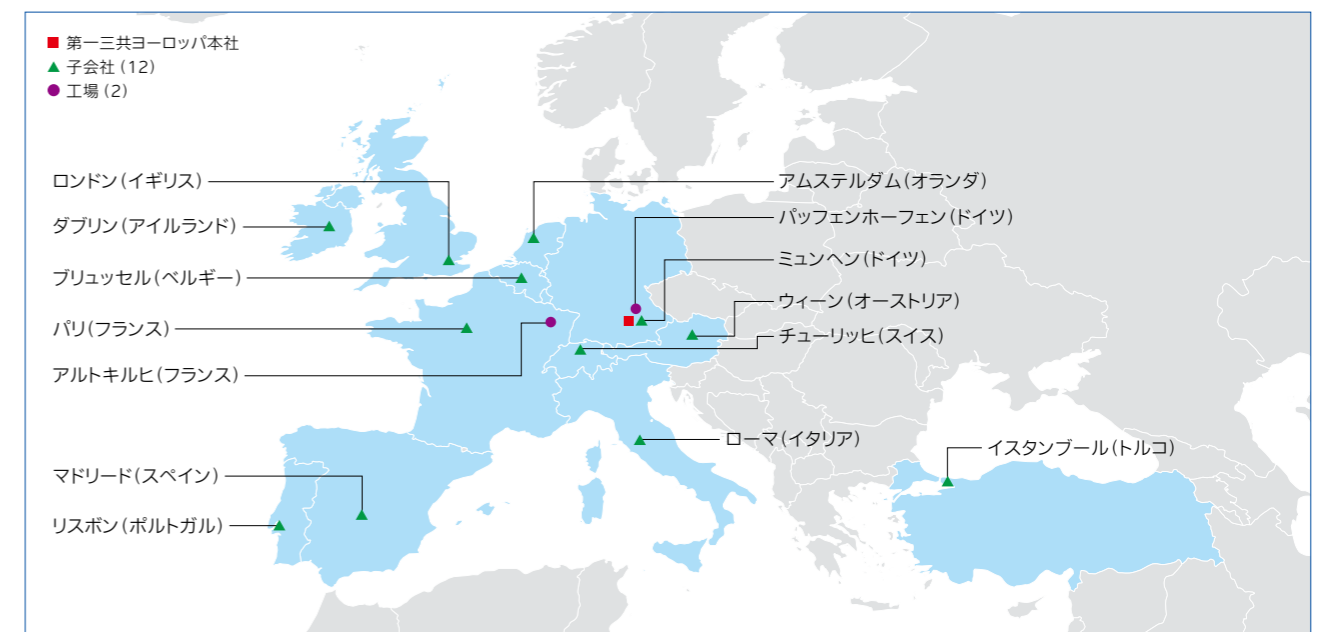 ■ 第一三共ヨーロッパ本社
▲ 子会社(12)
● 工場(2)
ロンドン(イギリス)
ダブリン(アイルランド)
ブリュッセル(ベルギー)
パリ(フランス)
アルトキルヒ(フランス)
マドリード(スペイン)
リスボン(ポルトガル)
アムステルダム(オランダ)
パッフェンホーフェン(ドイツ)
ミュンヘン(ドイツ)
ウィーン(オーストリア)
チューリッヒ(スイス)
ローマ(イタリア)
イスタンブール(トルコ)